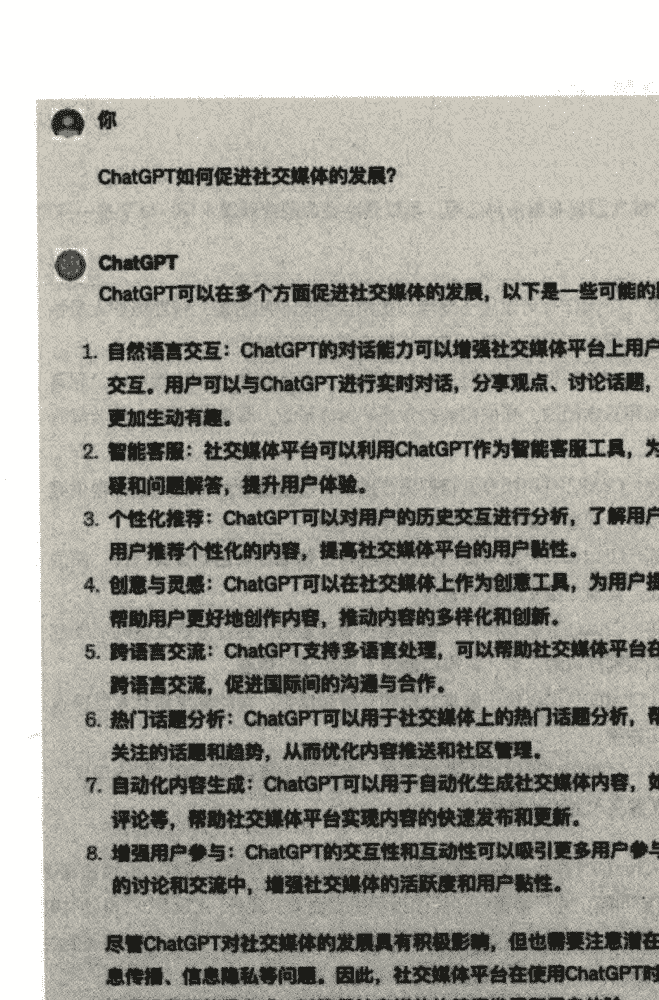 你
ChatGPT如何促进社交媒体的发展?
ChatGPT
ChatGPT可以在多个方面促进社交媒体的发展，以下是一些可能的
1. 自然语言交互：ChatGPT的对话能力可以增强社交媒体平台上用户
交互。用户可以与ChatGPT进行实时对话，分享观点、讨论话题，
更加生动有趣。
2. 智能客服：社交媒体平台可以利用ChatGPT作为智能客服工具，为
疑和问题解答，提升用户体验。
3. 个性化推荐：ChatGPT可以对用户的历史交互进行分析，了解用户
用户推荐个性化的内容，提高社交媒体平台的用户黏性。
4. 创意与灵感：ChatGPT可以在社交媒体上作为创意工具，为用户提
帮助用户更好地创作内容，推动内容的多样化和创新。
5. 跨语言交流：ChatGPT支持多语言处理，可以帮助社交媒体平台在
跨语言交流，促进国际间的沟通与合作。
6. 热门话题分析：ChatGPT可以用于社交媒体上的热门话题分析，帮
关注的话题和趋势，从而优化内容推送和社区管理。
7. 自动化内容生成：ChatGPT可以用于自动化生成社交媒体内容，如
评论等，帮助社交媒体平台实现内容的快速发布和更新。
8. 增强用户参与：ChatGPT的交互性和互动性可以吸引更多用户参与
的讨论和交流中，增强社交媒体的活跃度和用户黏性。
尽管ChatGPT对社交媒体的发展具有积极影响，但也需要注意潜在
息传播、信息隐私等问题。因此，社交媒体平台在使用ChatGPT时